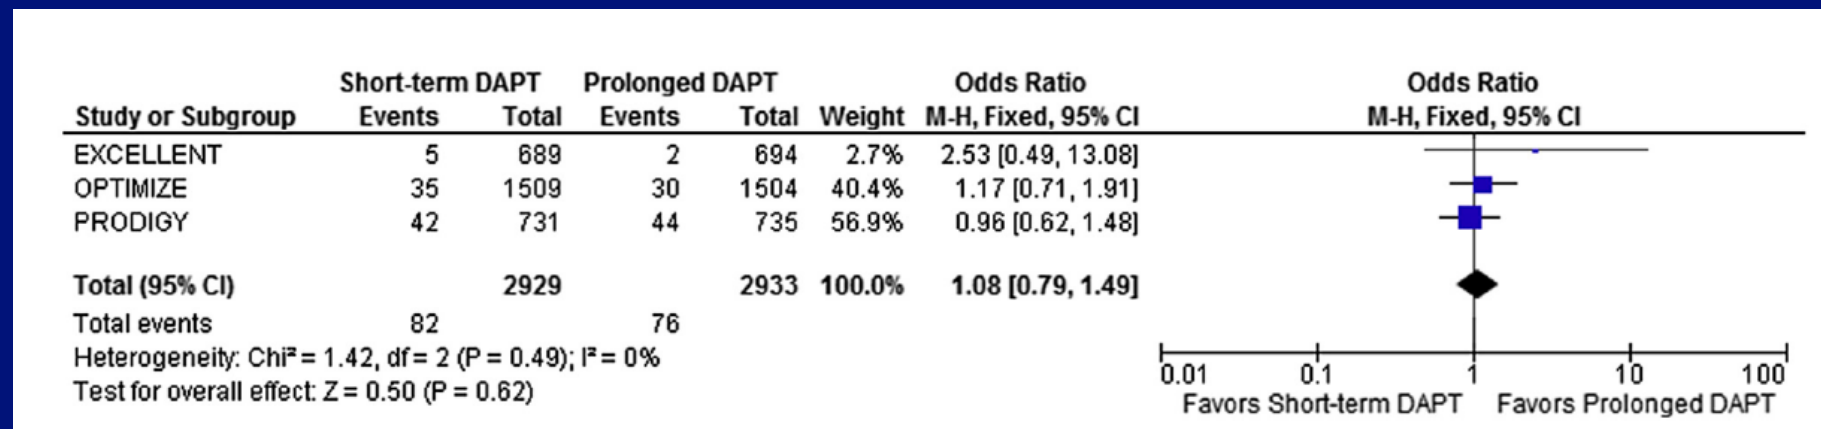 Short-term DAPT Prolonged DAPT Odds Ratio Odds Ratio
Study or Subgroup Events Total Events Total Weight M-H, Fixed, 95% CI M-H, Fixed, 95% CI
EXCELLENT 5 689 2 694 2.7% 2.53 [0.49, 13.08]
OPTIMIZE 35 1509 30 1504 40.4% 1.17 [0.71, 1.91]
PRODIGY 42 731 44 735 56.9% 0.96 [0.62, 1.48]
Total (95% CI) 2929 2933 100.0% 1.08 [0.79, 1.49]
Total events 82 76
Heterogeneity: Chi² = 1.42, df = 2 (P = 0.49); I² = 0%
Test for overall effect: Z = 0.50 (P = 0.62)
0.01 0.1 1 10 100
Favors Short-term DAPT Favors Prolonged DAPT